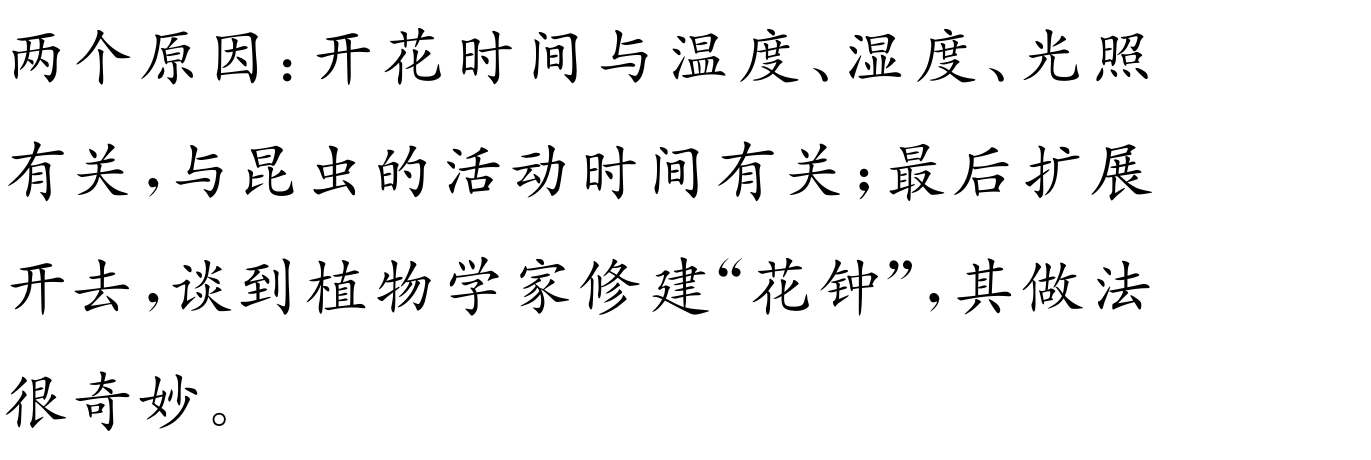 两个原因:开花时间与温度、湿度、光照
有关,与昆虫的活动时间有关;最后扩展
开去,谈到植物学家修建“花钟”,其做法
很奇妙。